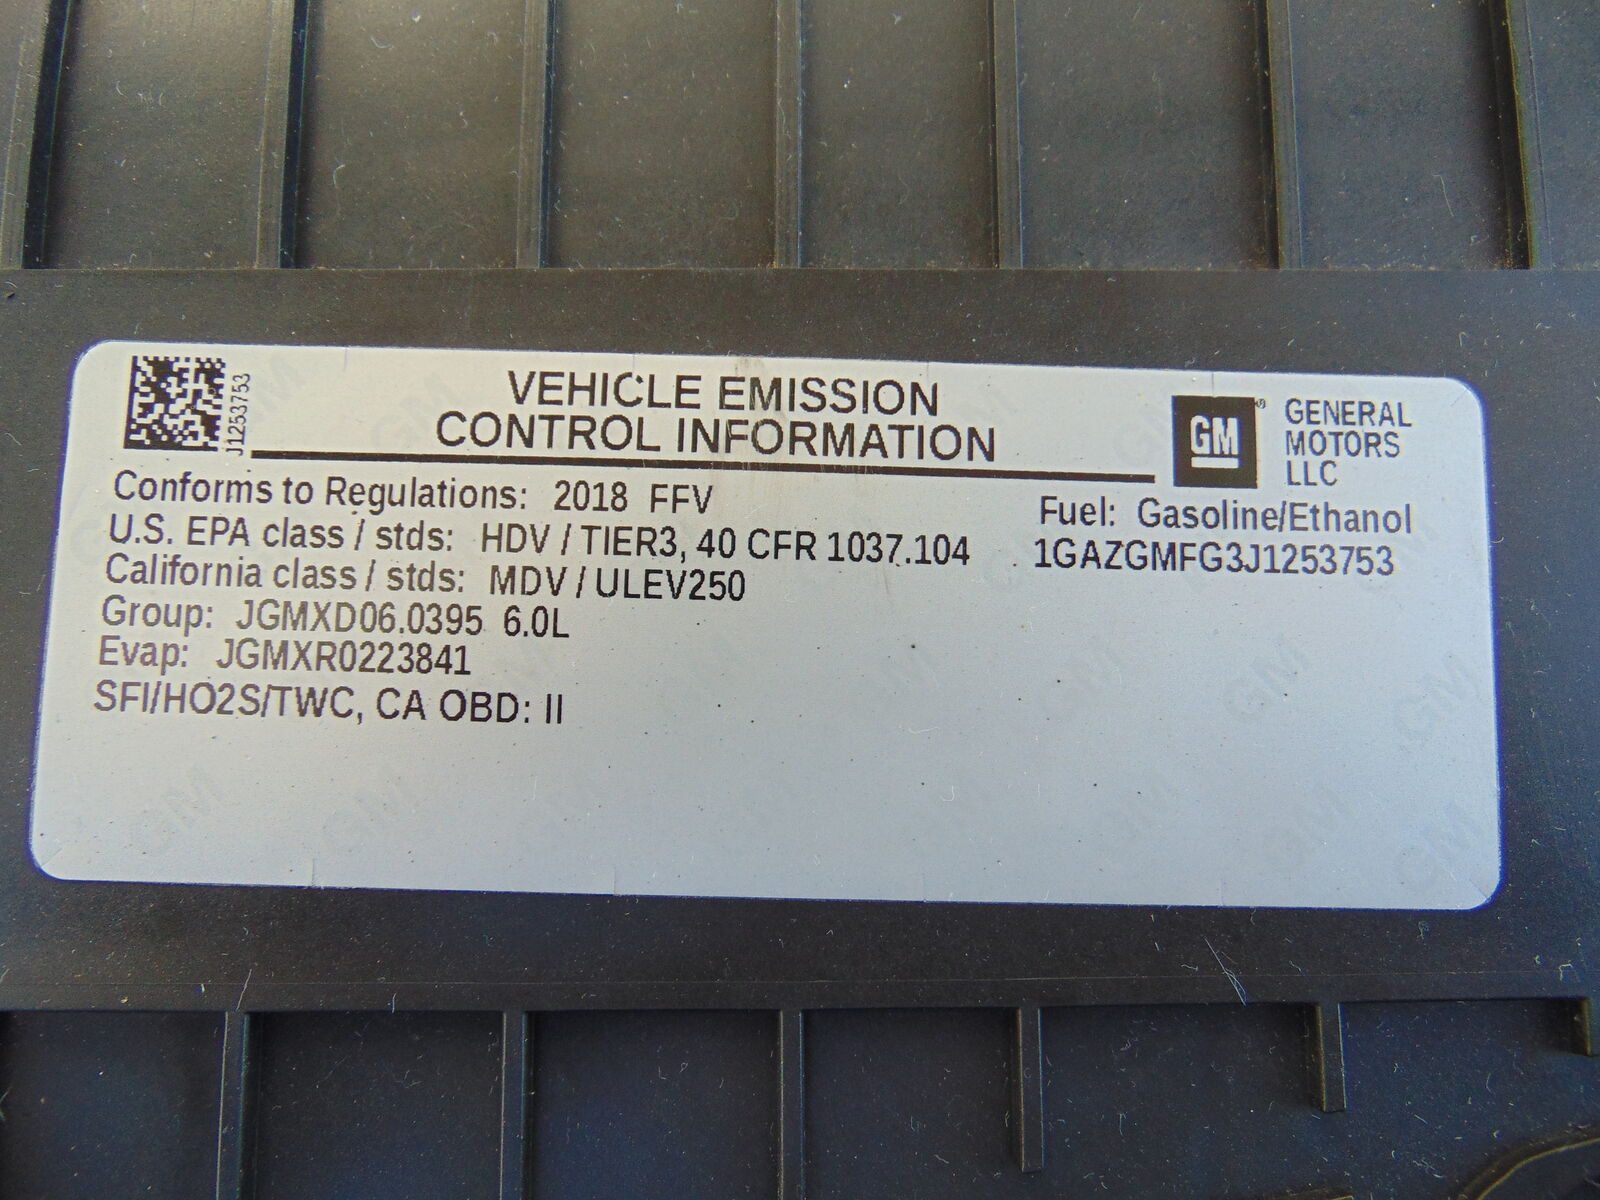 J1253753
VEHICLE EMISSION
CONTROL INFORMATION
GM®
GENERAL
MOTORS
LLC
Conforms to Regulations: 2018 FFV
U.S. EPA class / stds: HDV / TIER3, 40 CFR 1037.104
California class / stds: MDV / ULEV250
Group: JGMXD06.0395 6.0L
Evap: JGMXR0223841
SFI/HO2S/TWC, CA OBD: II
Fuel: Gasoline/Ethanol
1GAZGMFG3J1253753